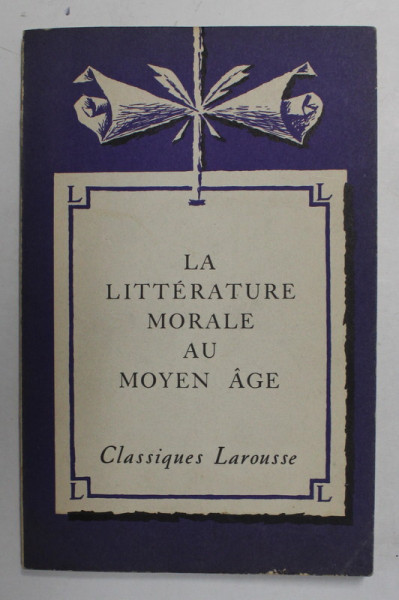 L L
LA
LITTÉRATURE
MORALE
AU
MOYEN ÂGE
Classiques Larousse
L L